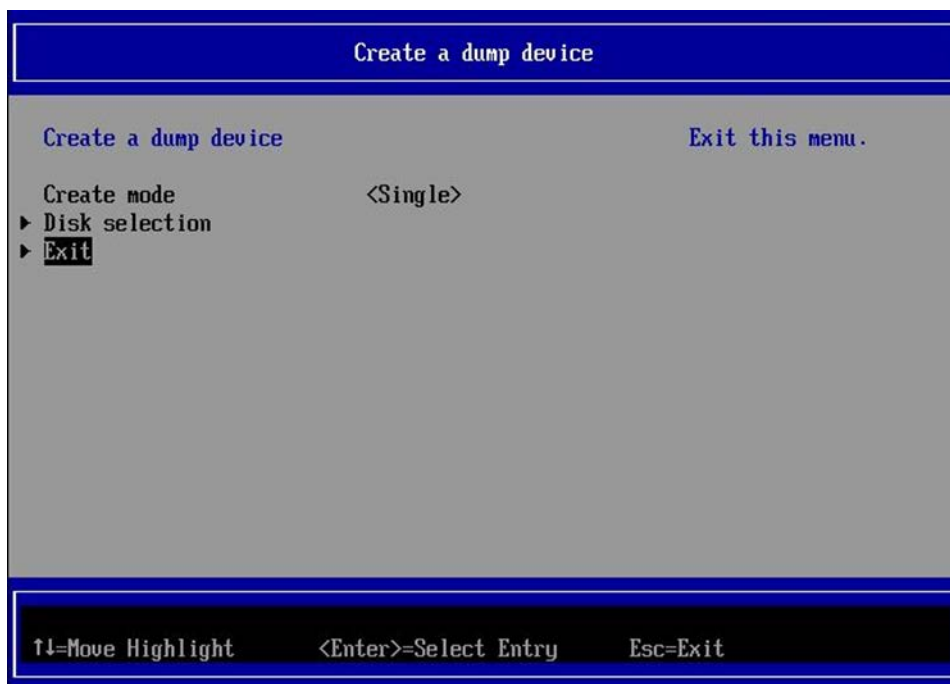 Create a dump device
Create a dump device
Exit this menu.
Create mode <Single>
▶ Disk selection
▶ Exit
↑↓=Move Highlight <Enter>=Select Entry Esc=Exit